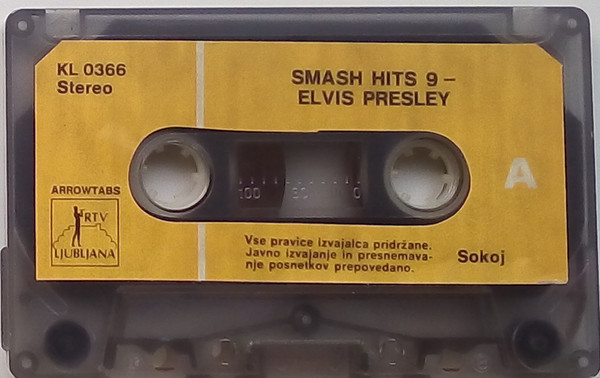 KL 0366
Stereo
SMASH HITS 9 –
ELVIS PRESLEY
100 50 0
A
ARROWTABS
RTV
LJUBLJANA
Vse pravice izvajalca pridržane.
Javno izvajanje in presnemava-
nje posnetkov prepovedano.
Sokoj